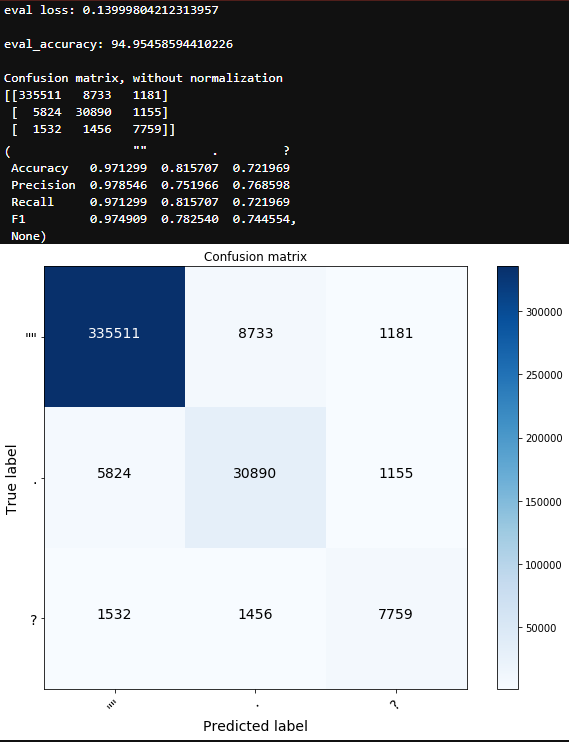 eval loss: 0.13999804212313957
eval_accuracy: 94.95458594410226
Confusion matrix, without normalization
[[335511   8733   1181]
 [  5824  30890   1155]
 [  1532   1456   7759]]
(                 ""         .         ?
 Accuracy   0.971299  0.815707  0.721969
 Precision  0.978546  0.751966  0.768598
 Recall     0.971299  0.815707  0.721969
 F1         0.974909  0.782540  0.744554,
 None)
Confusion matrix
"" 335511 8733 1181
. 5824 30890 1155
? 1532 1456 7759
"" . ?
True label
Predicted label
300000
250000
200000
150000
100000
50000